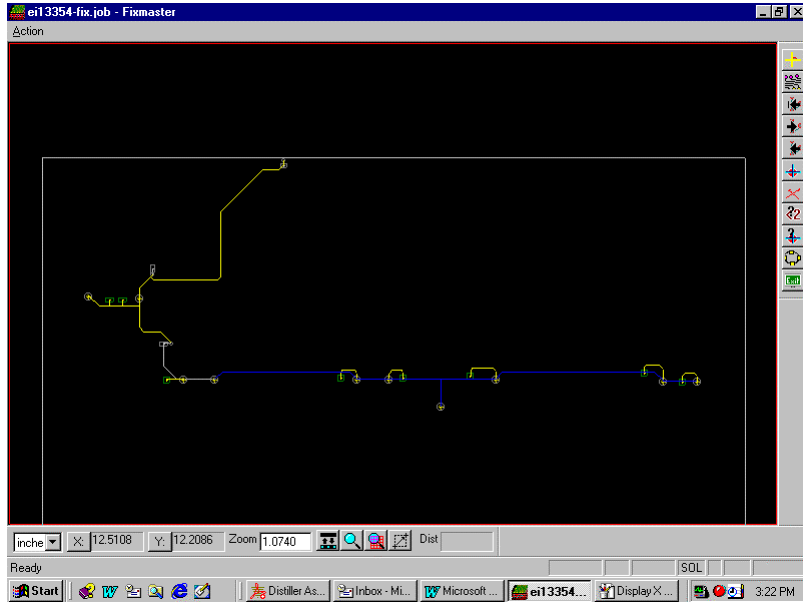 ei13354-fix.job - Fixmaster
Action
inche X: 12.5108 Y: 12.2086 Zoom 1.0740 Dist
Ready SOL
Start Distiller As... Inbox - Mi... Microsoft ... ei13354... Display X ... 3:22 PM